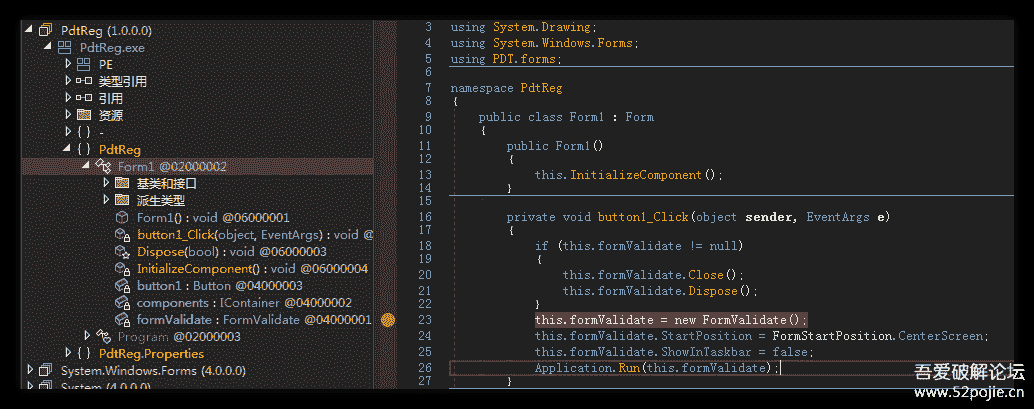 PdtReg (1.0.0.0)
PdtReg.exe
PE
类型引用
引用
资源
{ } -
{ } PdtReg
Form1 @02000002
基类和接口
派生类型
Form1() : void @06000001
button1_Click(object, EventArgs) : void @
Dispose(bool) : void @06000003
InitializeComponent() : void @06000004
button1 : Button @04000003
components : IContainer @04000002
formValidate : FormValidate @04000001
Program @02000003
{ } PdtReg.Properties
System.Windows.Forms (4.0.0.0)
System (4.0.0.0)
3 using System.Drawing;
4 using System.Windows.Forms;
5 using PDT.forms;
6
7 namespace PdtReg
8 {
9 public class Form1 : Form
10 {
11 public Form1()
12 {
13 this.InitializeComponent();
14 }
15
16 private void button1_Click(object sender, EventArgs e)
17 {
18 if (this.formValidate != null)
19 {
20 this.formValidate.Close();
21 this.formValidate.Dispose();
22 }
23 this.formValidate = new FormValidate();
24 this.formValidate.StartPosition = FormStartPosition.CenterScreen;
25 this.formValidate.ShowInTaskbar = false;
26 Application.Run(this.formValidate);
27 }
吾爱破解论坛
www.52pojie.cn